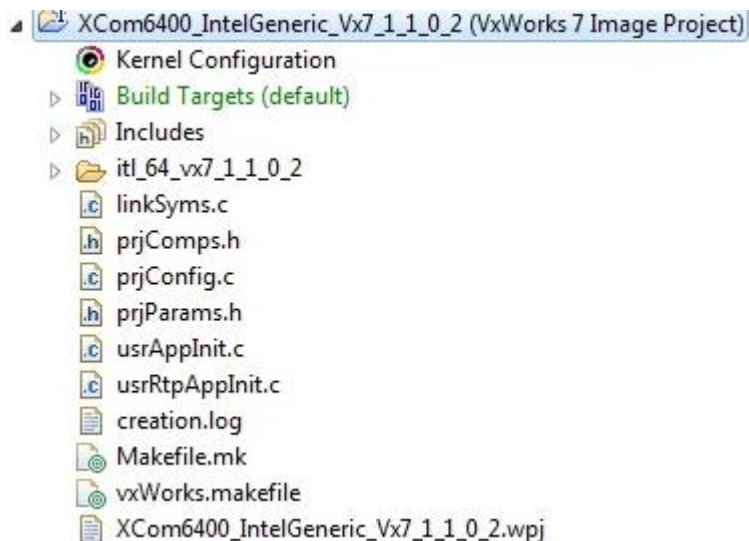 XCom6400_IntelGeneric_Vx7_1_1_0_2 (VxWorks 7 Image Project)
Kernel Configuration
Build Targets (default)
Includes
itl_64_vx7_1_1_0_2
linkSyms.c
prjComps.h
prjConfig.c
prjParams.h
usrAppInit.c
usrRtpAppInit.c
creation.log
Makefile.mk
vxWorks.makefile
XCom6400_IntelGeneric_Vx7_1_1_0_2.wpj